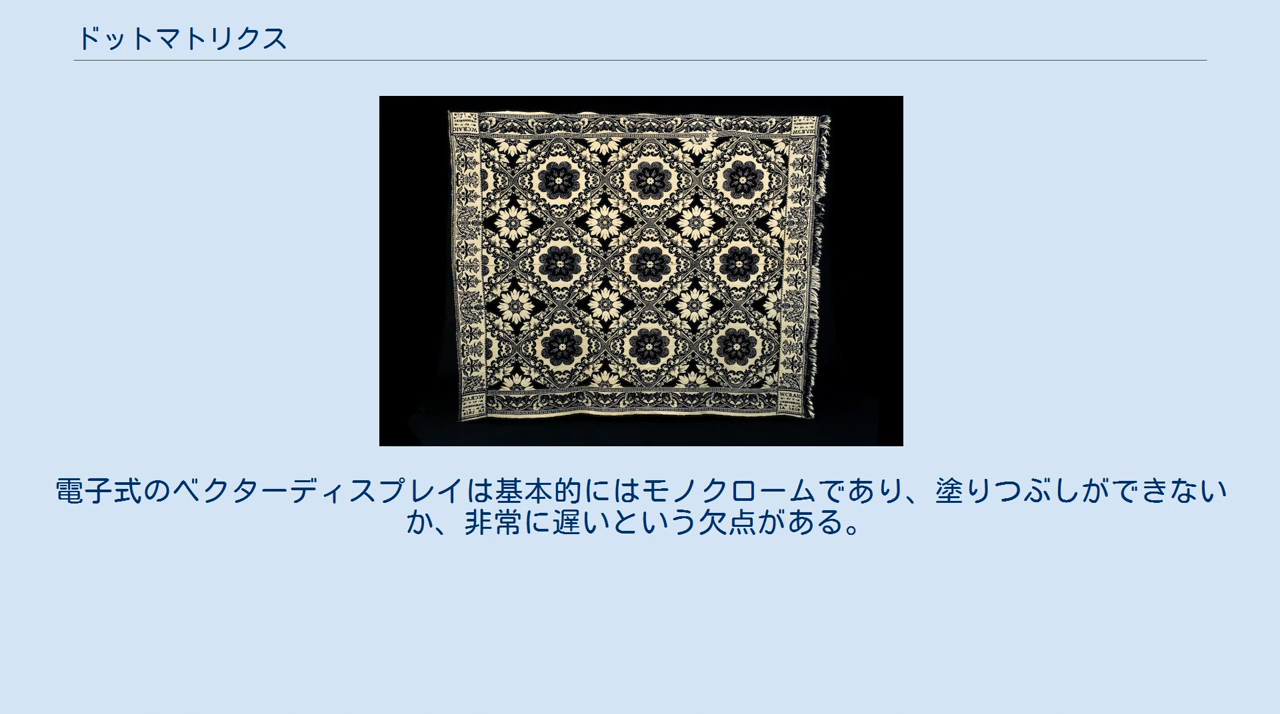 ドットマトリクス
電子式のベクターディスプレイは基本的にはモノクロームであり、塗りつぶしができない
か、非常に遅いという欠点がある。